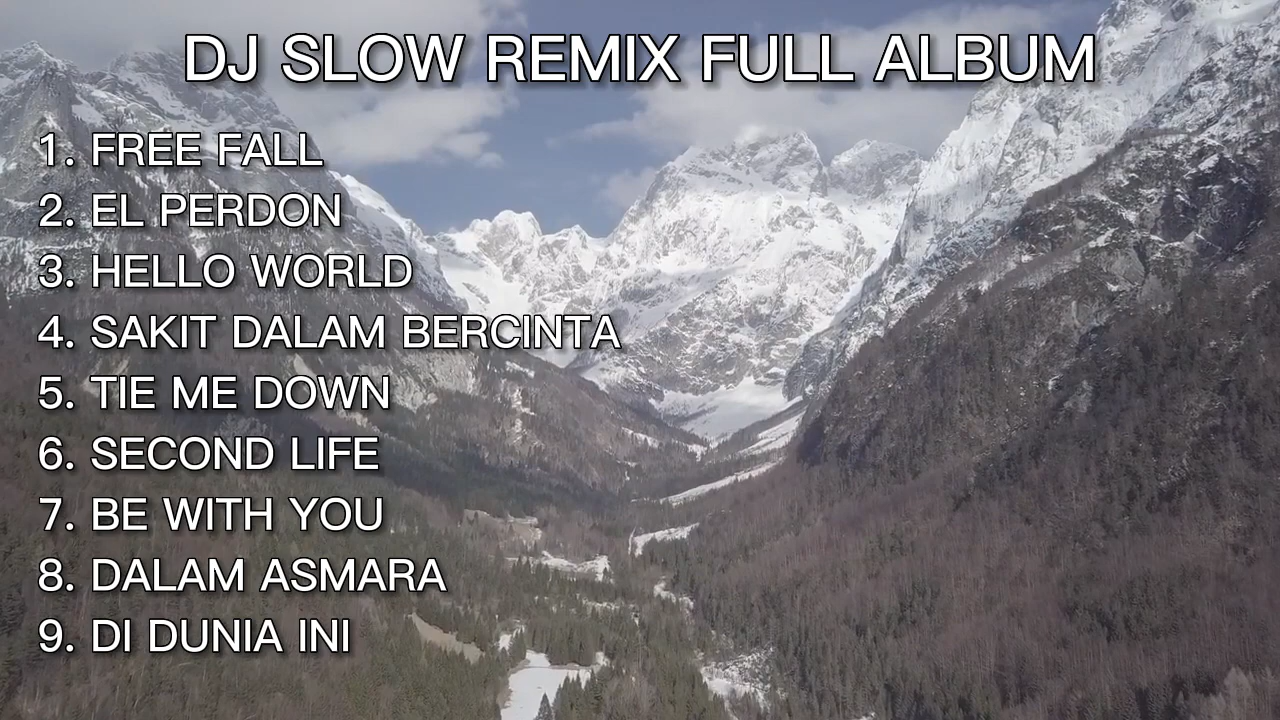 DJ SLOW REMIX FULL ALBUM
1. FREE FALL
2. EL PERDON
3. HELLO WORLD
4. SAKIT DALAM BERCINTA
5. TIE ME DOWN
6. SECOND LIFE
7. BE WITH YOU
8. DALAM ASMARA
9. DI DUNIA INI